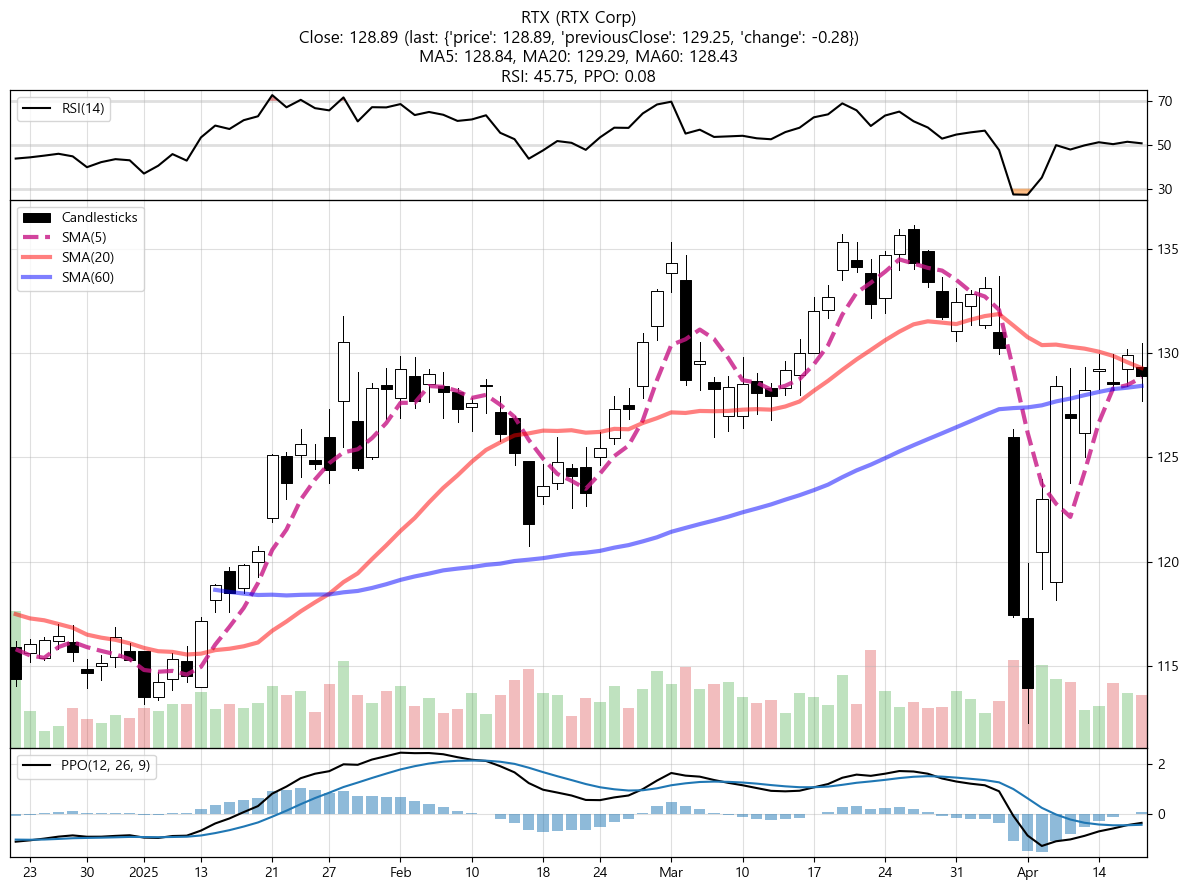 RTX (RTX Corp)
Close: 128.89 (last: {'price': 128.89, 'previousClose': 129.25, 'change': -0.28})
MA5: 128.84, MA20: 129.29, MA60: 128.43
RSI: 45.75, PPO: 0.08
RSI(14)
70
50
30
Candlesticks
SMA(5)
SMA(20)
SMA(60)
135
130
125
120
115
PPO(12, 26, 9)
2
0
23 30 2025 13 21 27 Feb 10 18 24 Mar 10 17 24 31 Apr 14